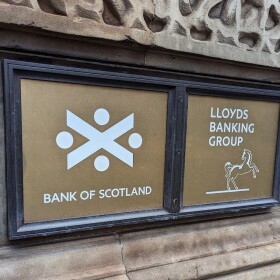 BANK OF SCOTLAND
LLOYDS
BANKING
GROUP